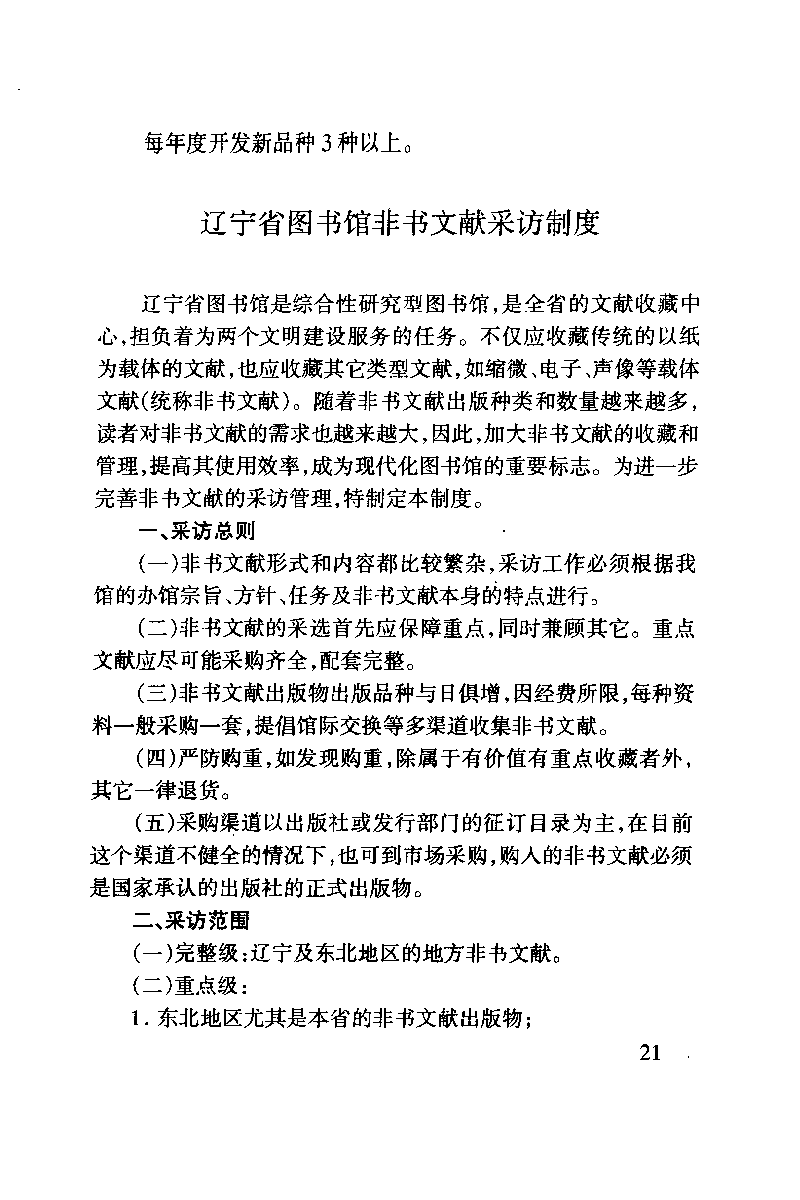 每年度开发新品种3种以上。
辽宁省图书馆非书文献采访制度
辽宁省图书馆是综合性研究型图书馆,是全省的文献收藏中
心,担负着为两个文明建设服务的任务。不仅应收藏传统的以纸
为载体的文献,也应收藏其它类型文献,如缩微、电子、声像等载体
文献(统称非书文献)。随着非书文献出版种类和数量越来越多,
读者对非书文献的需求也越来越大,因此,加大非书文献的收藏和
管理,提高其使用效率,成为现代化图书馆的重要标志。为进一步
完善非书文献的采访管理,特制定本制度。
一、采访总则
(一)非书文献形式和内容都比较繁杂,采访工作必须根据我
馆的办馆宗旨、方针、任务及非书文献本身的特点进行。
(二)非书文献的采选首先应保障重点,同时兼顾其它。重点
文献应尽可能采购齐全,配套完整。
(三)非书文献出版物出版品种与日俱增,因经费所限,每种资
料一般采购一套,提倡馆际交换等多渠道收集非书文献。
(四)严防购重,如发现购重,除属于有价值有重点收藏者外,
其它一律退货。
(五)采购渠道以出版社或发行部门的征订目录为主,在目前
这个渠道不健全的情况下,也可到市场采购,购人的非书文献必须
是国家承认的出版社的正式出版物。
二、采访范围
(一)完整级:辽宁及东北地区的地方非书文献。
(二)重点级:
1. 东北地区尤其是本省的非书文献出版物;
21